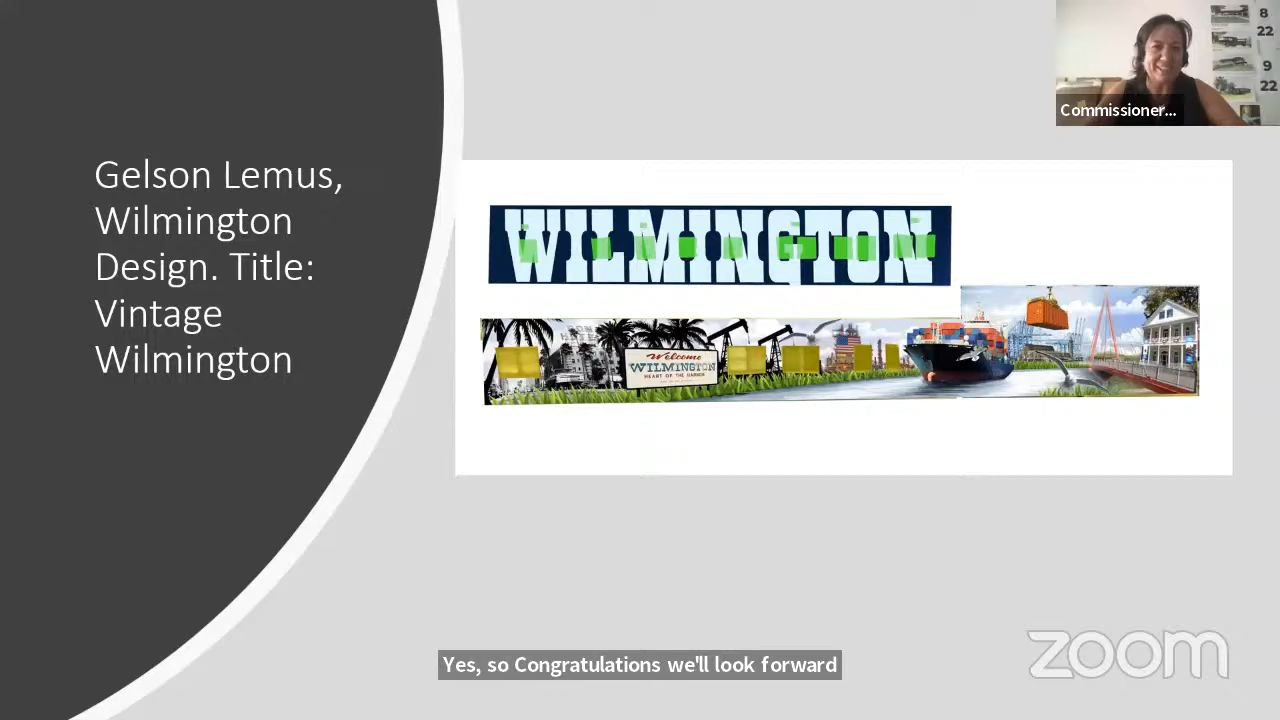 8
22
9
22
Commissioner...
Gelson Lemus,
Wilmington
Design. Title:
Vintage
Wilmington
WILMINGTON
Welcome
WILMINGTON
HEART OF THE HARBOR
Yes, so Congratulations we'll look forward
zoom